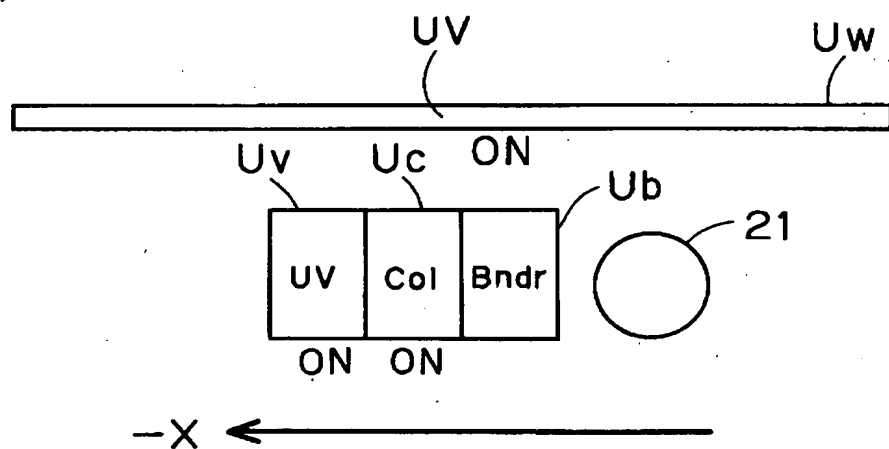 UV Uw
ON
Uv Uc Ub 21
UV Col Bndr
ON ON
-X